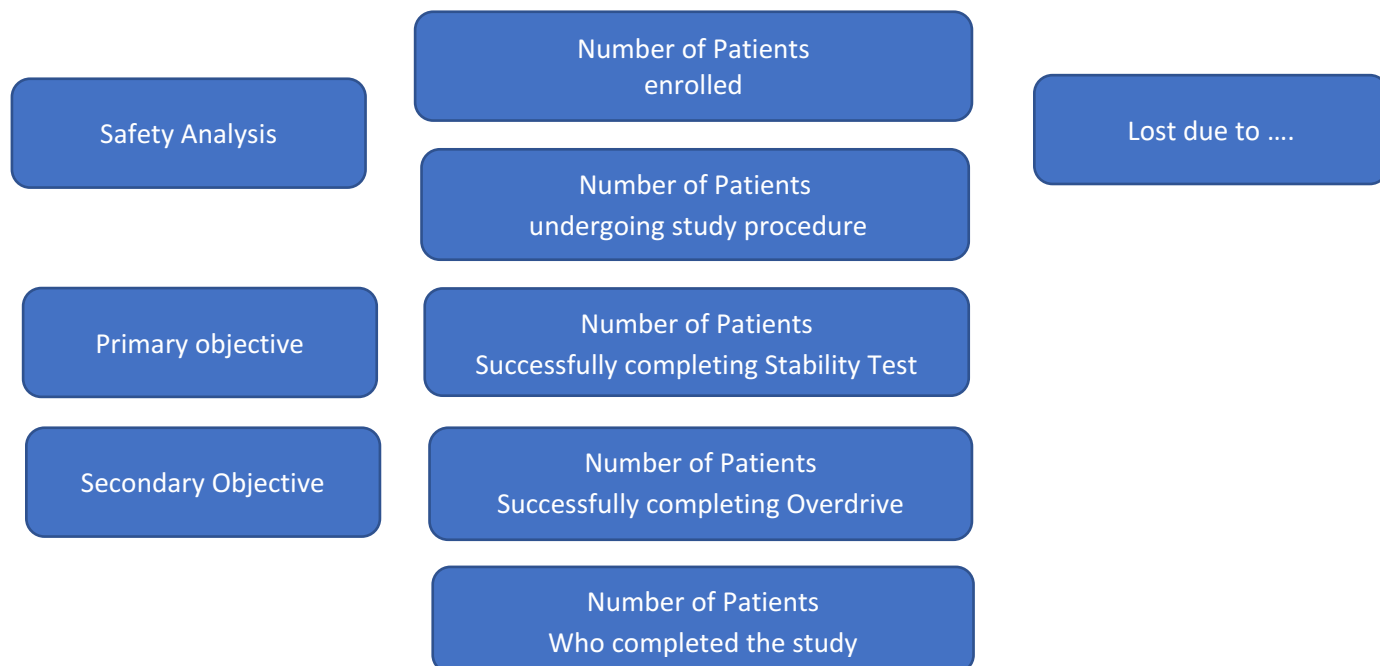 Number of Patients
enrolled
Safety Analysis
Lost due to ....
Number of Patients
undergoing study procedure
Primary objective
Number of Patients
Successfully completing Stability Test
Secondary Objective
Number of Patients
Successfully completing Overdrive
Number of Patients
Who completed the study